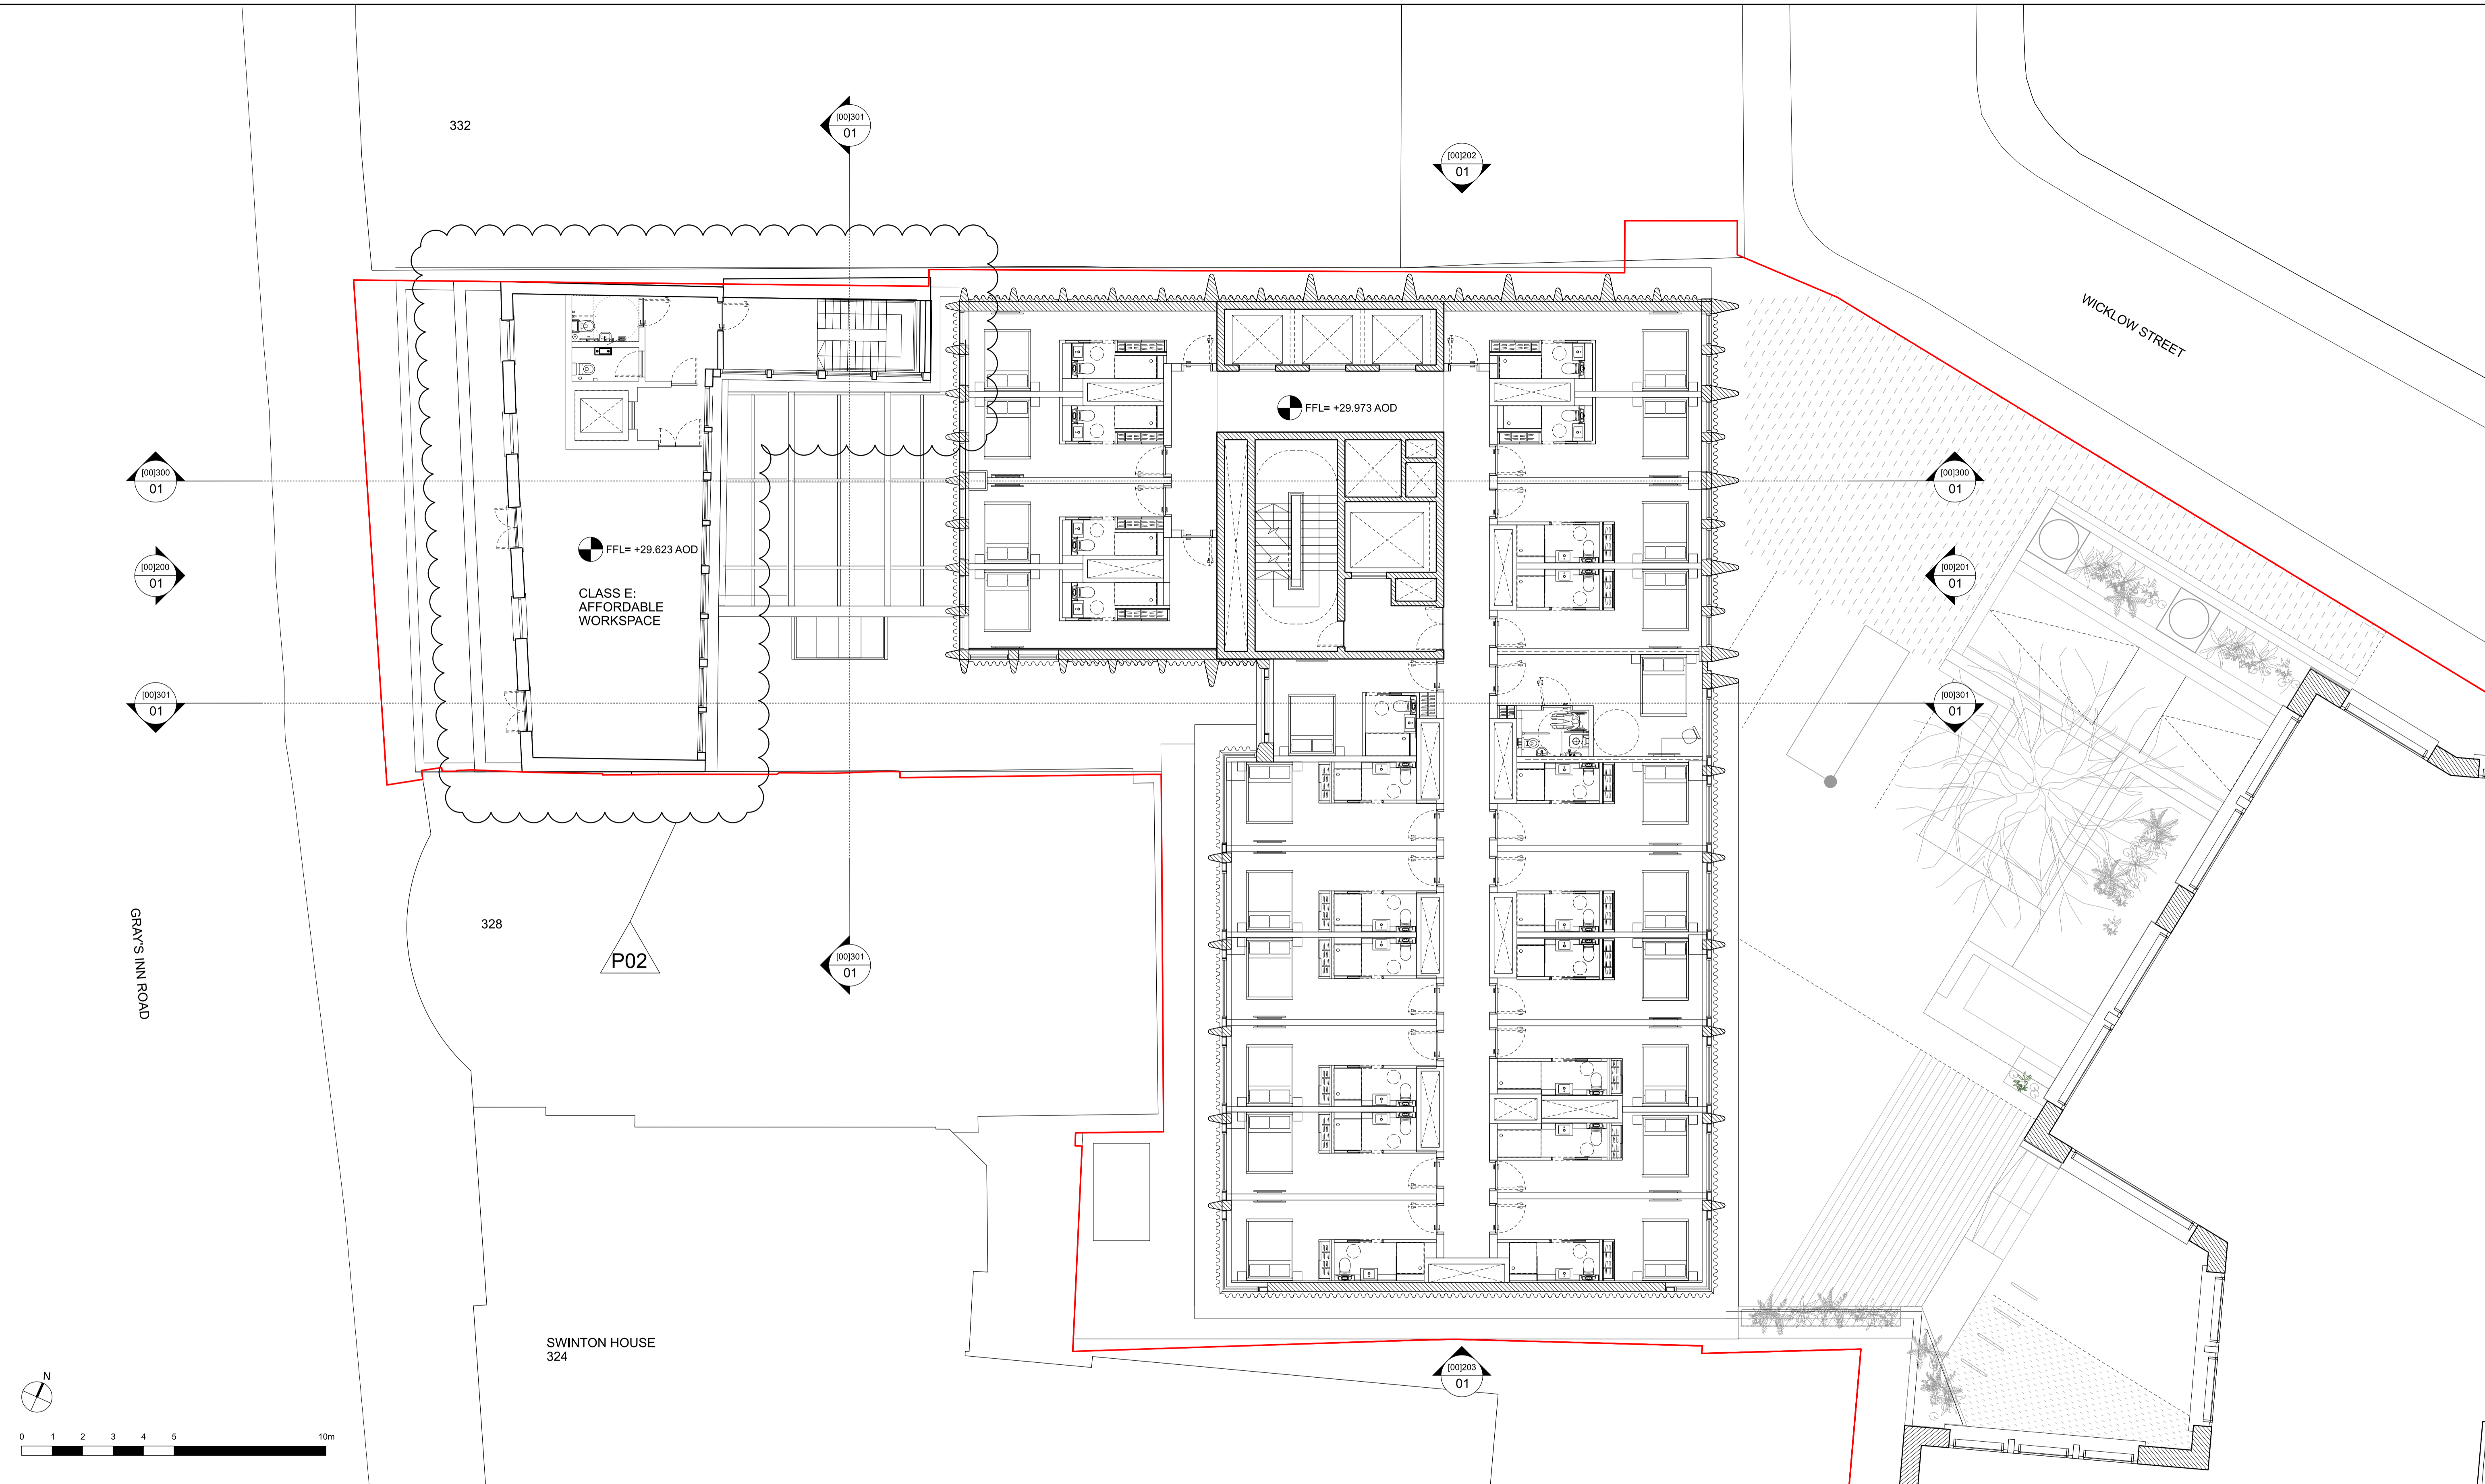 332
[00]301
01
[00]202
01
WICKLOW STREET
FFL= +29.973 AOD
[00]300
01
[00]300
01
FFL= +29.623 AOD
[00]200
01
[00]201
01
CLASS E:
AFFORDABLE
WORKSPACE
[00]301
01
[00]301
01
GRAY'S INN ROAD
328
P02
[00]301
01
SWINTON HOUSE
324
[00]203
01
N
0 1 2 3 4 5 10m